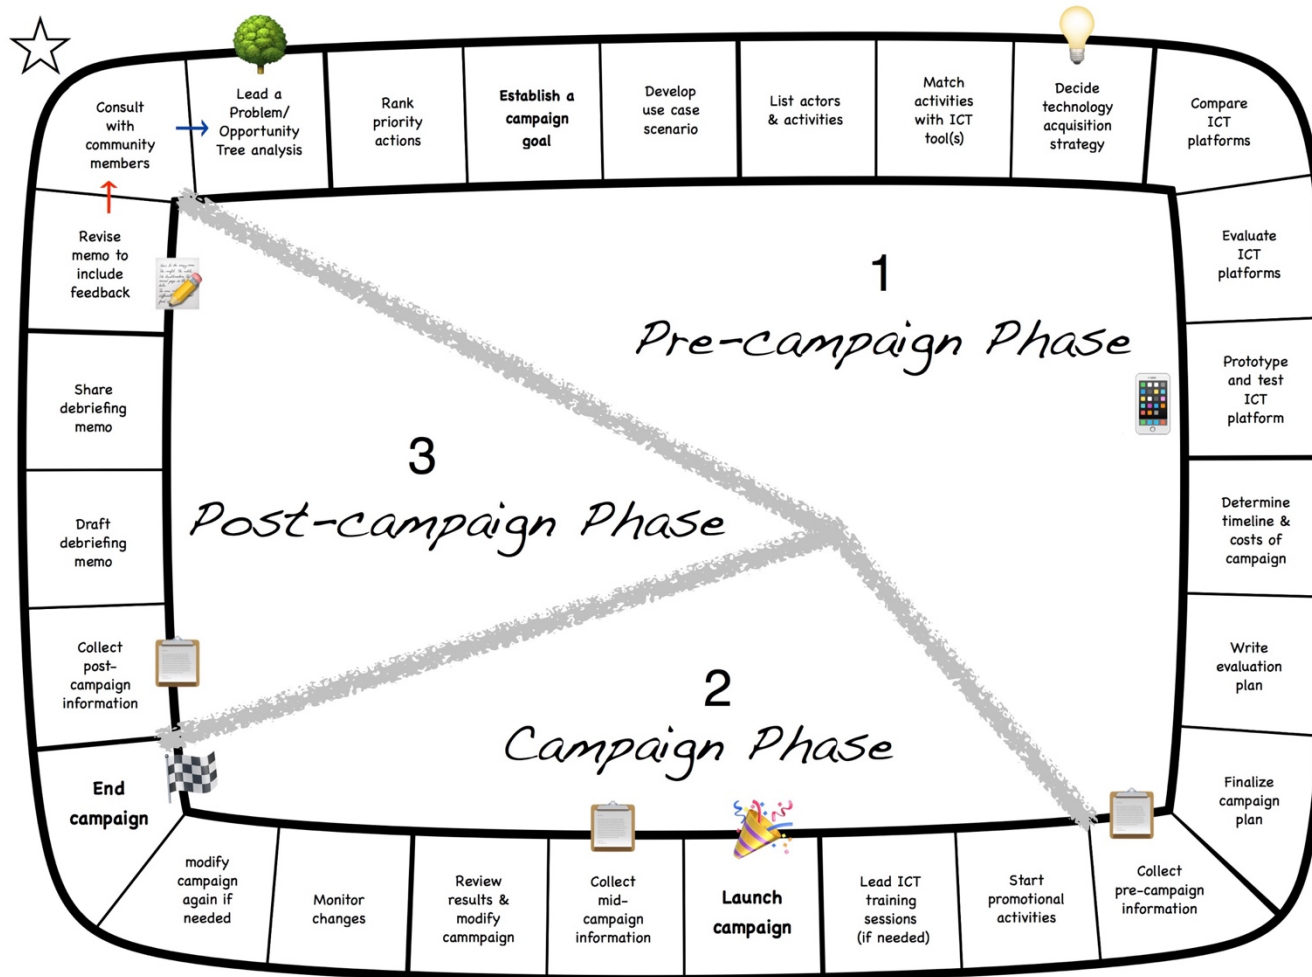 Consult
with
community
members
Lead a
Problem/
Opportunity
Tree analysis
Rank
priority
actions
Establish a
campaign
goal
Develop
use case
scenario
List actors
& activities
Match
activities
with ICT
tool(s)
Decide
technology
acquisition
strategy
Compare
ICT
platforms
Evaluate
ICT
platforms
Prototype
and test
ICT
platform
Determine
timeline &
costs of
campaign
Write
evaluation
plan
Finalize
campaign
plan
Collect
pre-campaign
information
Start
promotional
activities
Lead ICT
training
sessions
(if needed)
Launch
campaign
Collect
mid-
campaign
information
Review
results &
modify
cammpaign
Monitor
changes
modify
campaign
again if
needed
End
campaign
Collect
post-
campaign
information
Draft
debriefing
memo
Share
debriefing
memo
Revise
memo to
include
feedback
1
Pre-campaign Phase
2
Campaign Phase
3
Post-campaign Phase